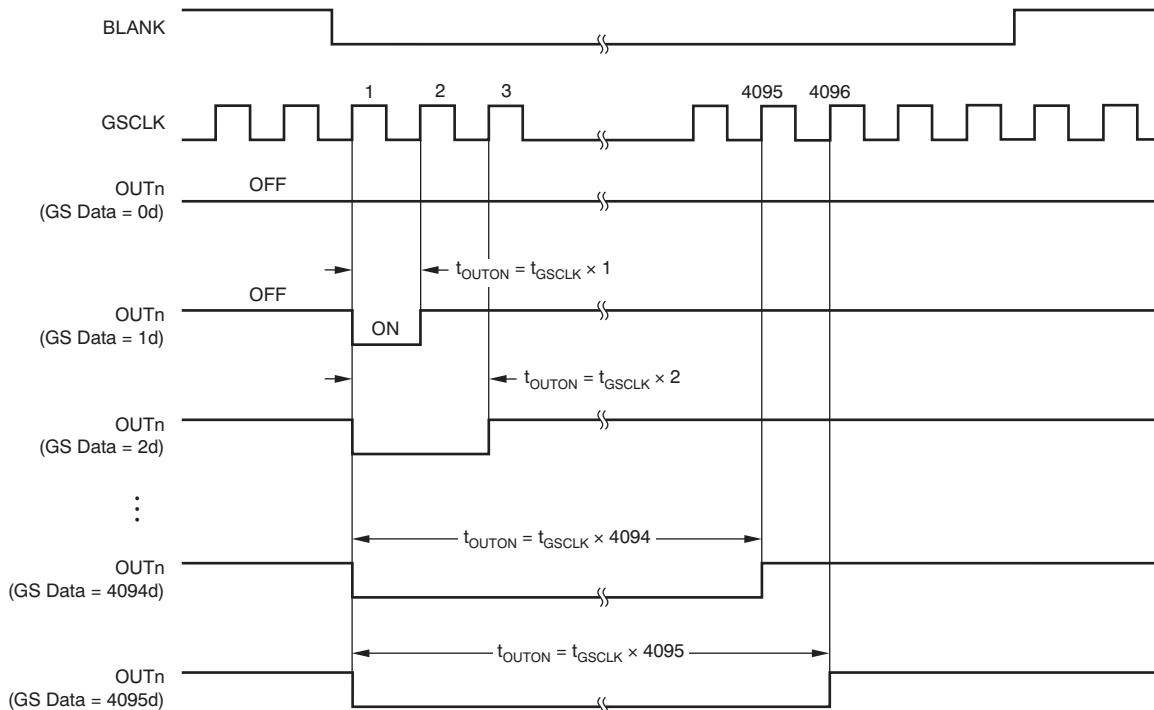 BLANK
1 2 3 4095 4096
GSCLK
OUTn
(GS Data = 0d)
OFF
tOUTON = tGSCLK × 1
OFF
OUTn
(GS Data = 1d)
ON
tOUTON = tGSCLK × 2
OUTn
(GS Data = 2d)
⋮
tOUTON = tGSCLK × 4094
OUTn
(GS Data = 4094d)
tOUTON = tGSCLK × 4095
OUTn
(GS Data = 4095d)